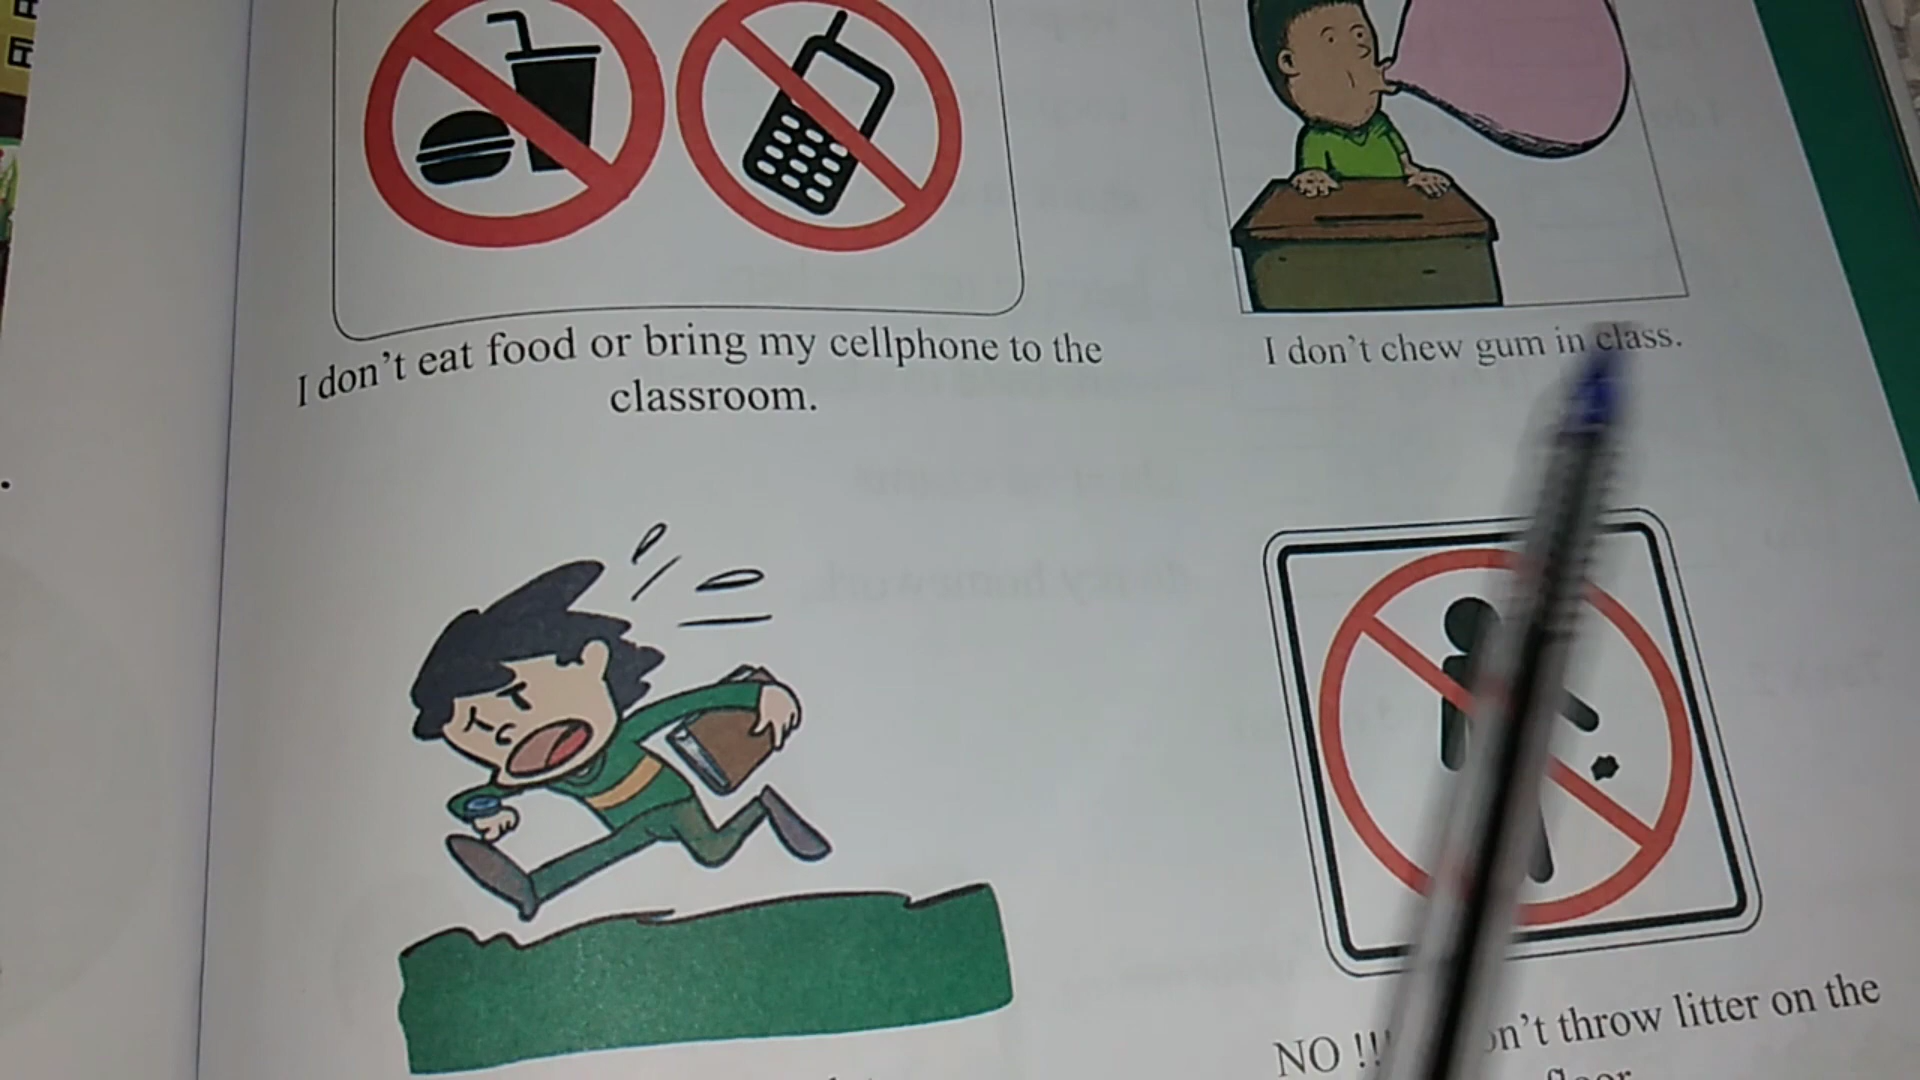 I don't eat food or bring my cellphone to the
classroom.
I don't chew gum in class.
NO !!! throw litter on the
floor